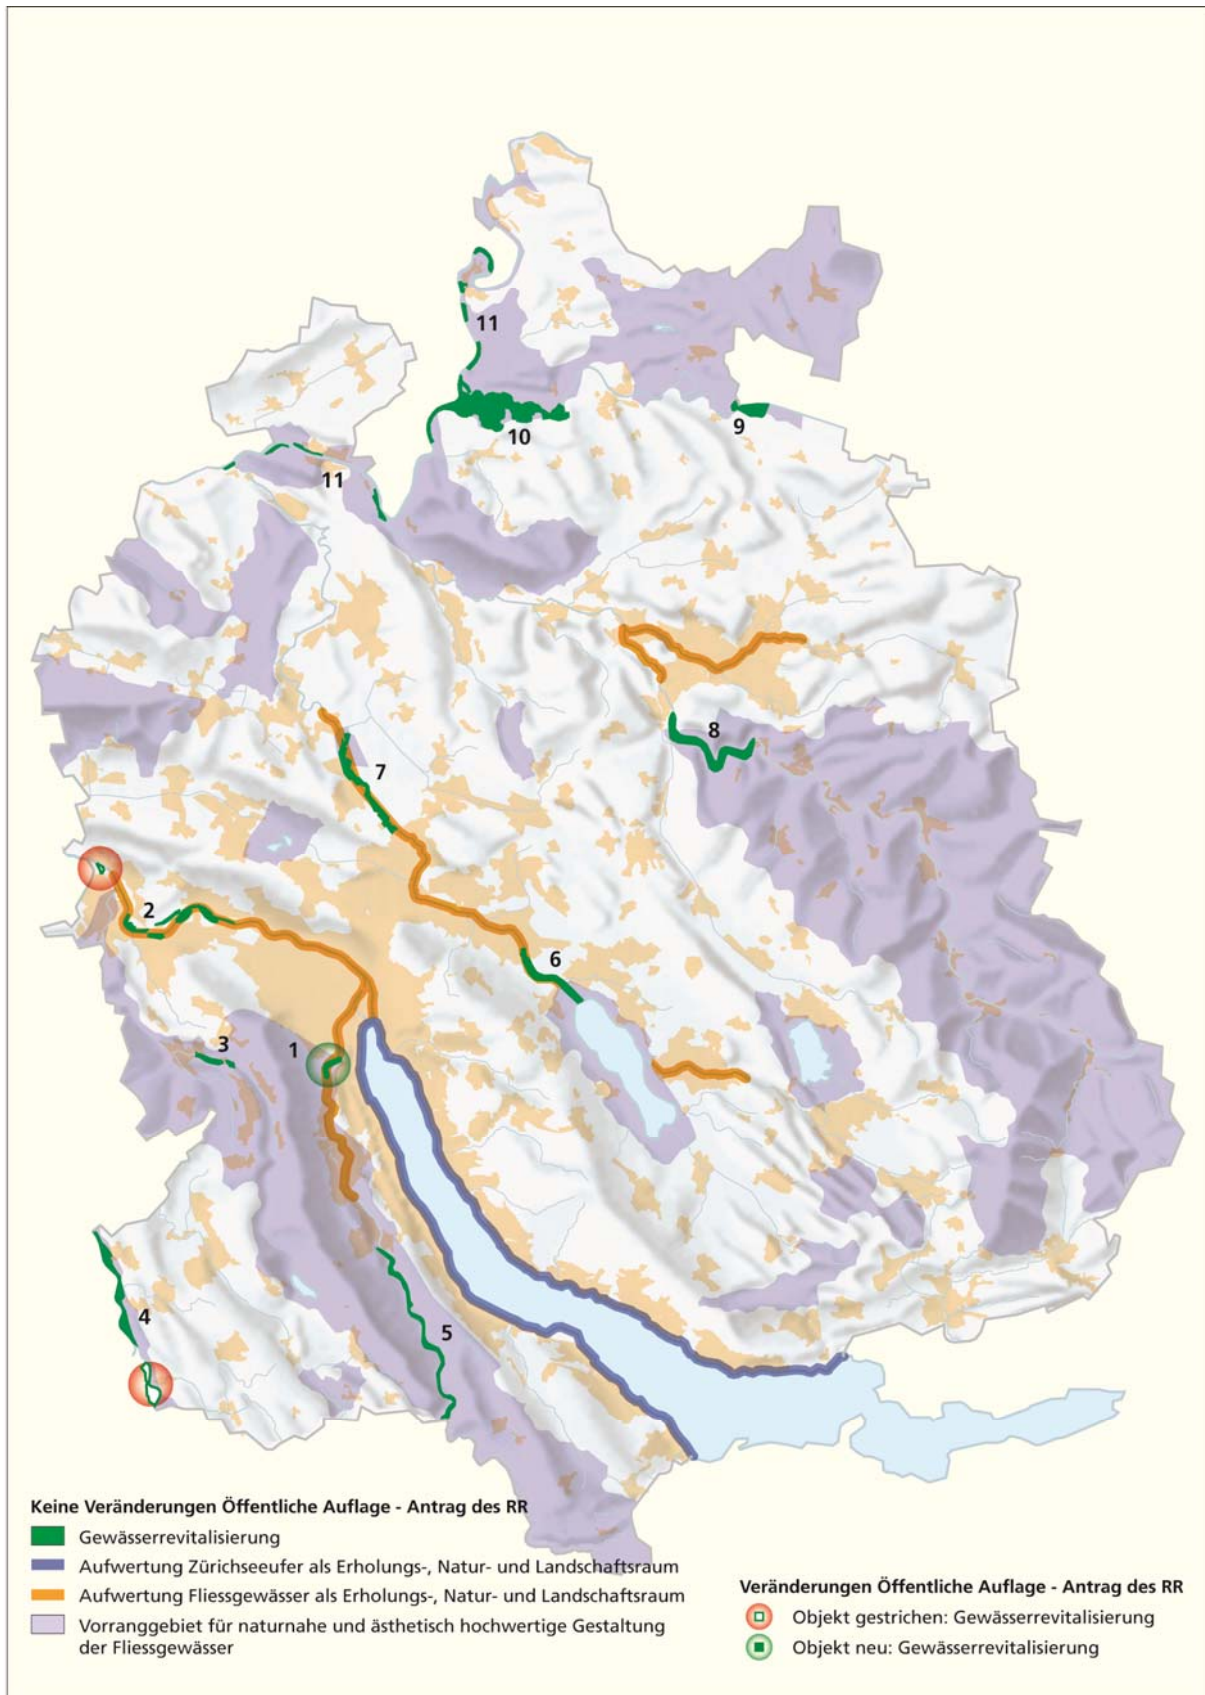 11
10
9
11
8
7
2
6
3
1
4
5
Keine Veränderungen Öffentliche Auflage - Antrag des RR
Gewässerrevitalisierung
Aufwertung Zürichseeufer als Erholungs-, Natur- und Landschaftsraum
Aufwertung Fliessgewässer als Erholungs-, Natur- und Landschaftsraum
Vorranggebiet für naturnahe und ästhetisch hochwertige Gestaltung
der Fliessgewässer
Veränderungen Öffentliche Auflage - Antrag des RR
Objekt gestrichen: Gewässerrevitalisierung
Objekt neu: Gewässerrevitalisierung